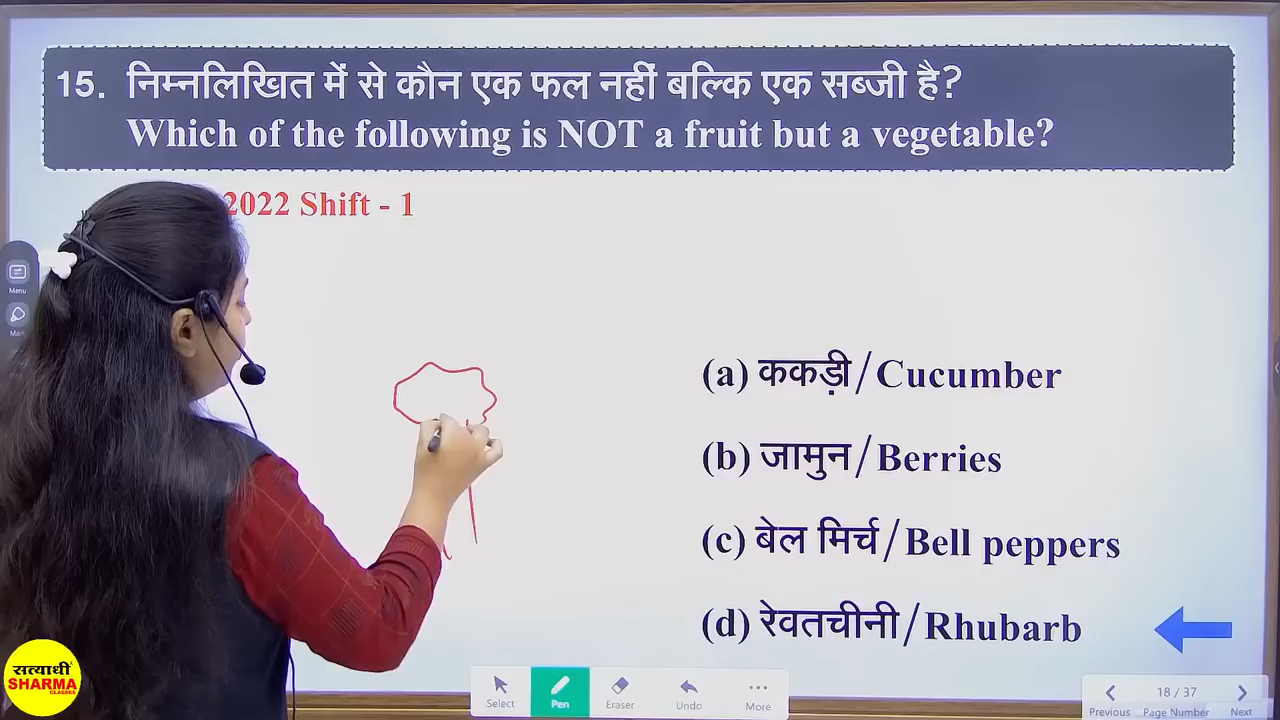 15. निम्नलिखित में से कौन एक फल नहीं बल्कि एक सब्जी है?
Which of the following is NOT a fruit but a vegetable?
2022 Shift - 1
Menu
(a) ककड़ी/Cucumber
(b) जामुन/Berries
(c) बेल मिर्च/Bell peppers
(d) रेवतचीनी/Rhubarb
सत्यार्थी
SHARMA
CLASSES
Select Pen Eraser Undo More
18 / 37
Previous Page Number Next